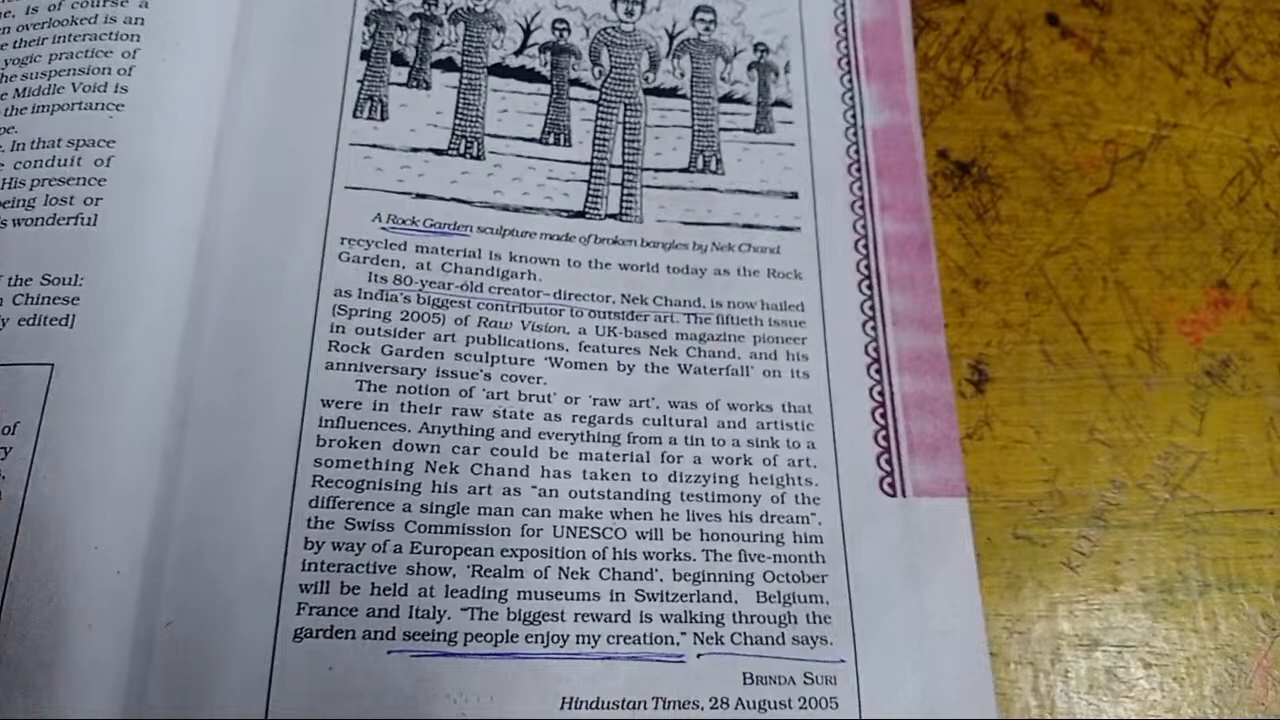 is of course a
overlooked is an
e their interaction
yogic practice of
he suspension of
e Middle Void is
the importance
pe.
. In that space
conduit of
His presence
eing lost or
s wonderful
the Soul:
Chinese
y edited]
of
A Rock Garden sculpture made of broken bangles by Nek Chand
recycled material is known to the world today as the Rock
Garden, at Chandigarh.
Its 80-year-old creator–director, Nek Chand, is now hailed
as India's biggest contributor to outsider art. The fiftieth issue
(Spring 2005) of Raw Vision, a UK-based magazine pioneer
in outsider art publications, features Nek Chand, and his
Rock Garden sculpture 'Women by the Waterfall' on its
anniversary issue's cover.
The notion of 'art brut' or 'raw art', was of works that
were in their raw state as regards cultural and artistic
influences. Anything and everything from a tin to a sink to a
broken down car could be material for a work of art,
something Nek Chand has taken to dizzying heights.
Recognising his art as "an outstanding testimony of the
difference a single man can make when he lives his dream",
the Swiss Commission for UNESCO will be honouring him
by way of a European exposition of his works. The five-month
interactive show, 'Realm of Nek Chand', beginning October
will be held at leading museums in Switzerland, Belgium,
France and Italy. "The biggest reward is walking through the
garden and seeing people enjoy my creation," Nek Chand says.
BRINDA SURI
Hindustan Times, 28 August 2005